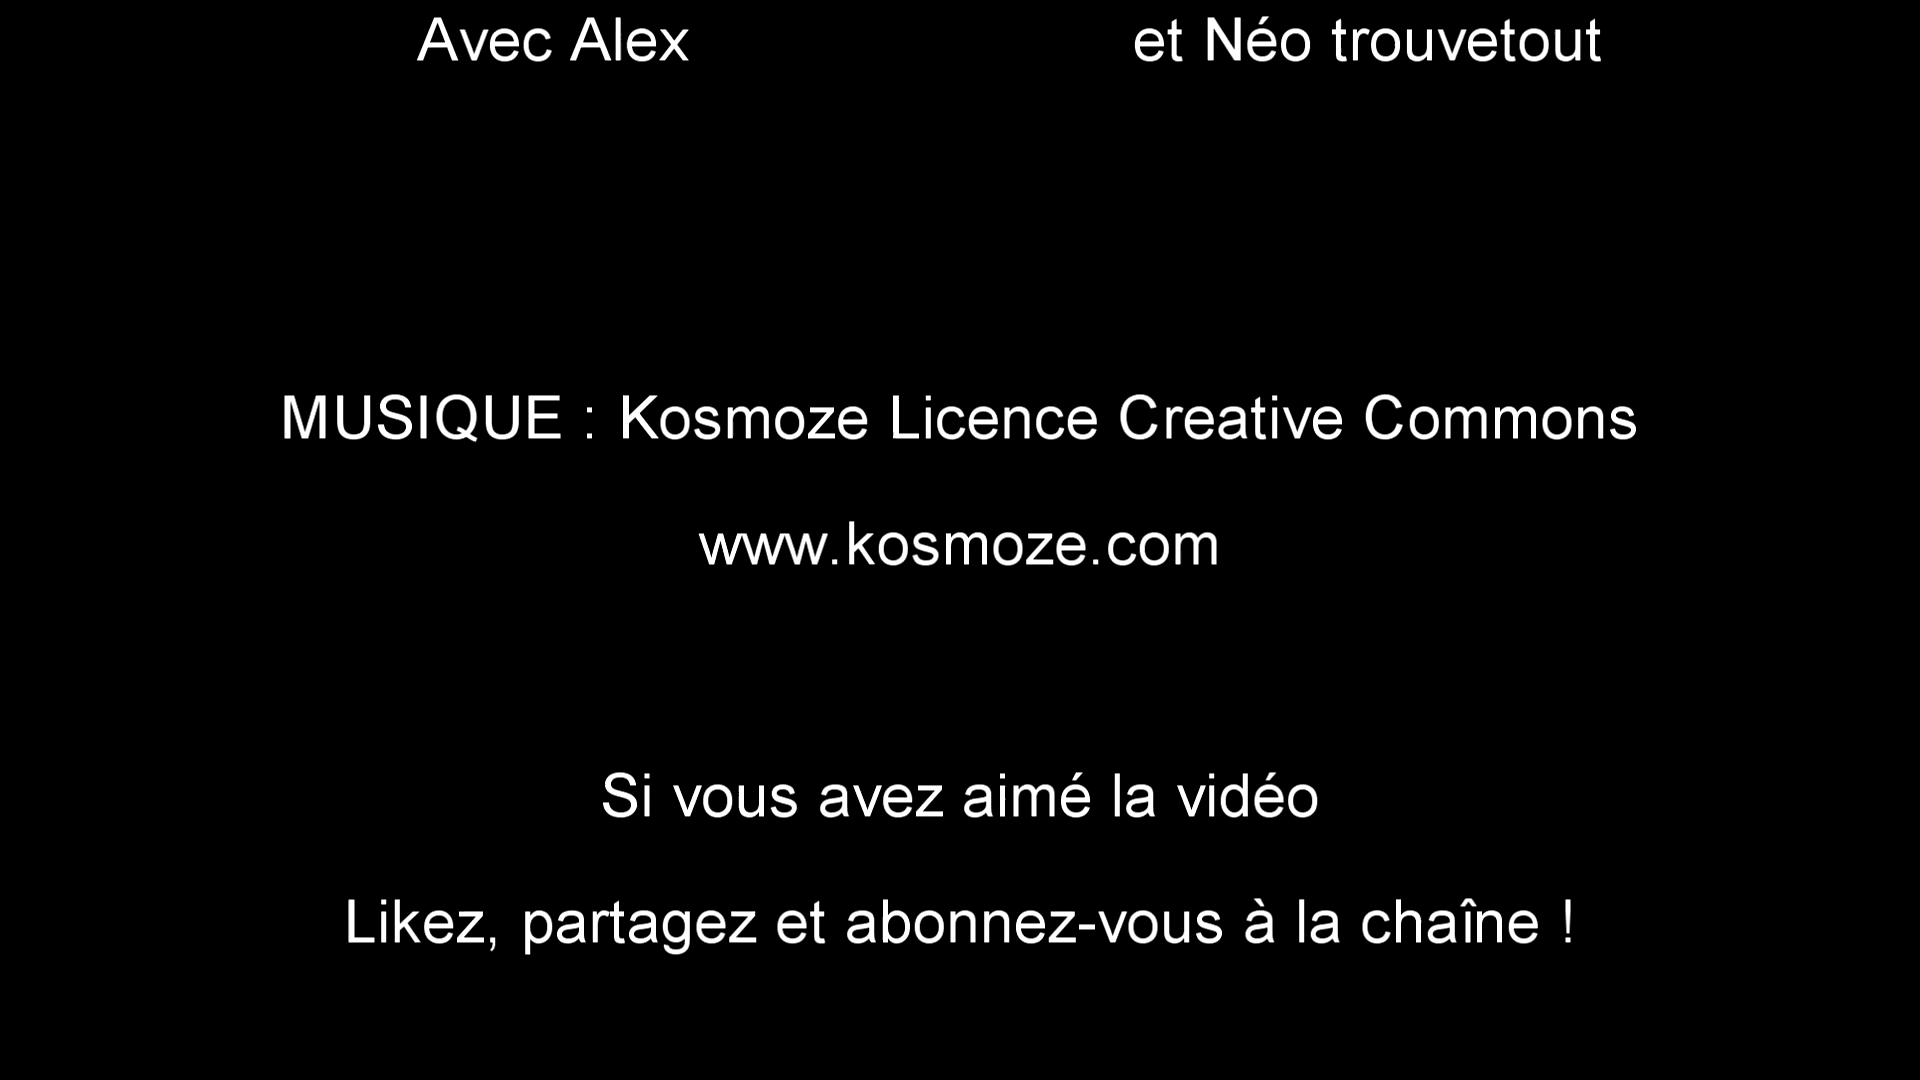 Avec Alex et Néo trouvetout
MUSIQUE : Kosmoze Licence Creative Commons
www.kosmoze.com
Si vous avez aimé la vidéo
Likez, partagez et abonnez-vous à la chaîne !